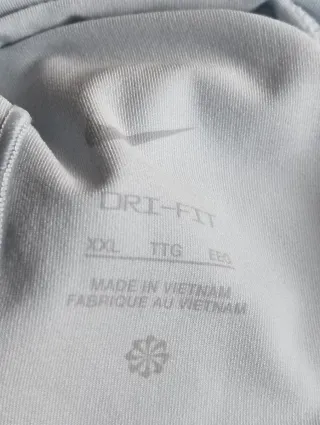 DRI-FIT
XXL TTG EEG
MADE IN VIETNAM
FABRIQUE AU VIETNAM